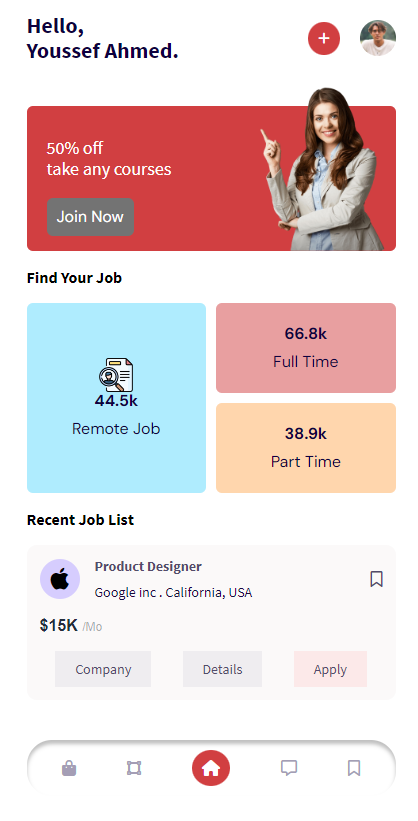 Hello,
Youssef Ahmed.
50% off
take any courses
Join Now
Find Your Job
44.5k
Remote Job
66.8k
Full Time
38.9k
Part Time
Recent Job List
Product Designer
Google inc . California, USA
$15K /Mo
Company
Details
Apply